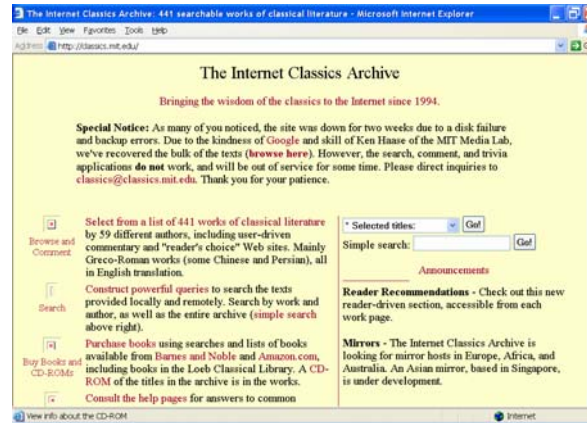 The Internet Classics Archive: 441 searchable works of classical literature - Microsoft Internet Explorer
File Edit View Favorites Tools Help
Address http://classics.mit.edu/ Go
The Internet Classics Archive
Bringing the wisdom of the classics to the Internet since 1994.
Special Notice: As many of you noticed, the site was down for two weeks due to a disk failure
and backup errors. Due to the kindness of Google and skill of Ken Haase of the MIT Media Lab,
we've recovered the bulk of the texts (browse here). However, the search, comment, and trivia
applications do not work, and will be out of service for some time. Please direct inquiries to
classics@classics.mit.edu. Thank you for your patience.
Browse and
Comment
Select from a list of 441 works of classical literature
by 59 different authors, including user-driven
commentary and "reader's choice" Web sites. Mainly
Greco-Roman works (some Chinese and Persian), all
in English translation.
Search
Construct powerful queries to search the texts
provided locally and remotely. Search by work and
author, as well as the entire archive (simple search
above right).
Buy Books and
CD-ROMs
Purchase books using searches and lists of books
available from Barnes and Noble and Amazon.com,
including books in the Loeb Classical Library. A CD-
ROM of the titles in the archive is in the works.
Consult the help pages for answers to common
* Selected titles: Go!
Simple search: Go!
Announcements
Reader Recommendations - Check out this new
reader-driven section, accessible from each
work page.
Mirrors - The Internet Classics Archive is
looking for mirror hosts in Europe, Africa, and
Australia. An Asian mirror, based in Singapore,
is under development.
View info about the CD-ROM
Internet